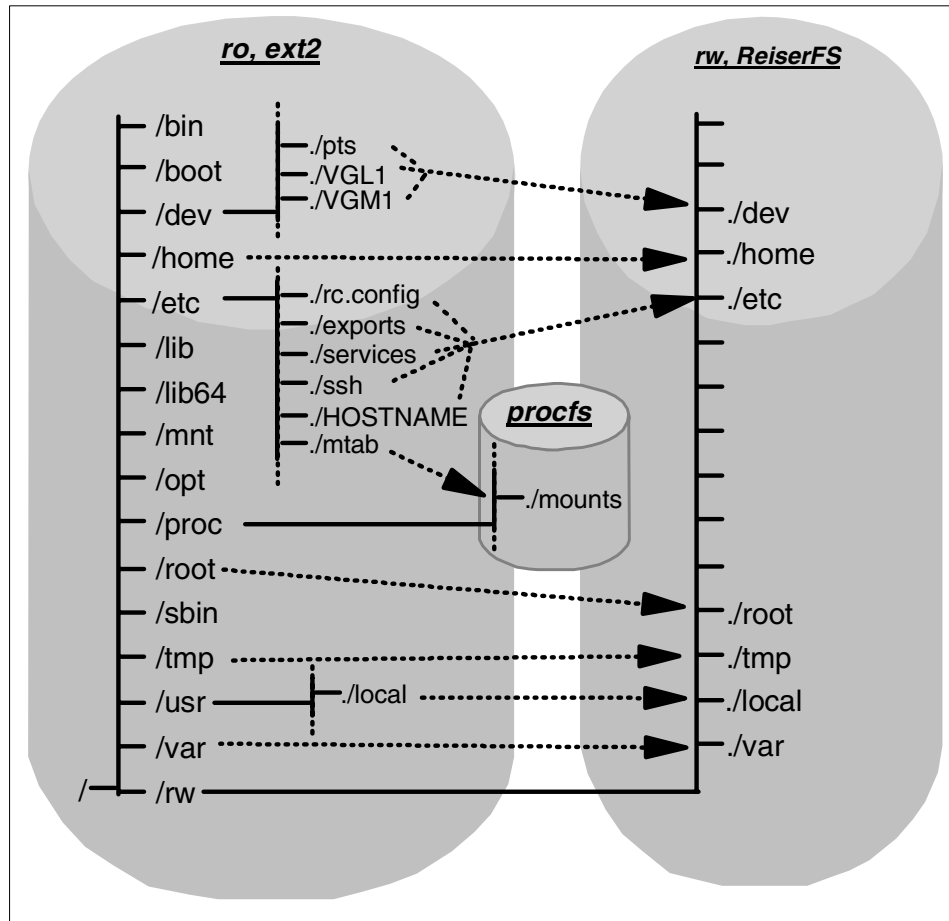 ro, ext2
rw, ReiserFS
/bin
/boot
/dev
/home
/etc
/lib
/lib64
/mnt
/opt
/proc
/root
/sbin
/tmp
/usr
/var
/
/rw
./pts
./VGL1
./VGM1
./rc.config
./exports
./services
./ssh
./HOSTNAME
./mtab
procfs
./mounts
./local
./dev
./home
./etc
./root
./tmp
./local
./var